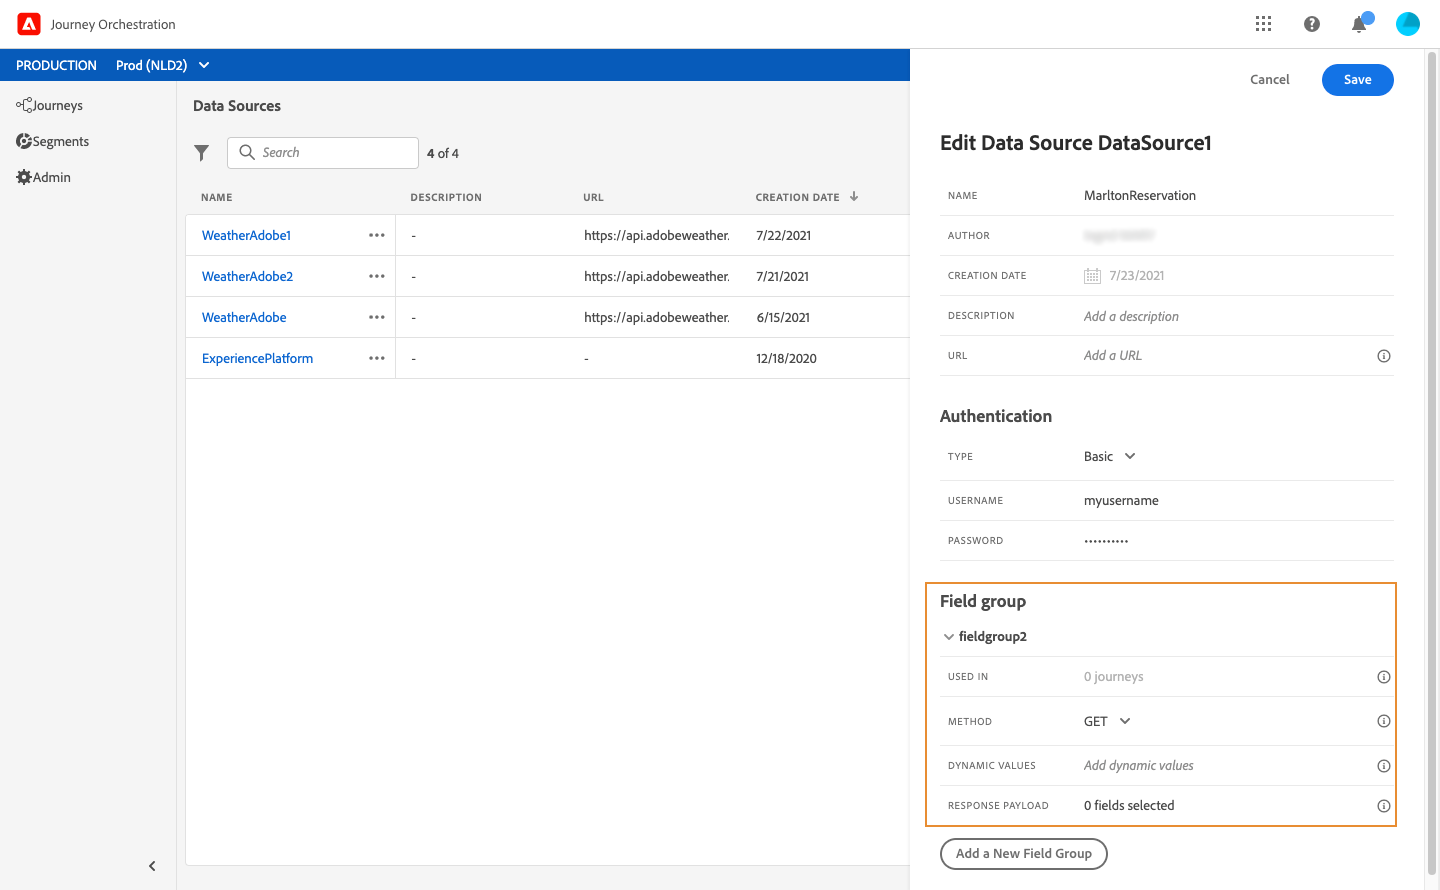 Journey Orchestration
PRODUCTION Prod (NLD2)
Journeys
Segments
Admin
Data Sources
Search 4 of 4
NAME DESCRIPTION URL CREATION DATE
WeatherAdobe1 ••• - https://api.adobeweather. 7/22/2021
WeatherAdobe2 ••• - https://api.adobeweather. 7/21/2021
WeatherAdobe ••• - https://api.adobeweather. 6/15/2021
ExperiencePlatform ••• - - 12/18/2020
Cancel Save
Edit Data Source DataSource1
NAME MarltonReservation
AUTHOR
CREATION DATE 7/23/2021
DESCRIPTION Add a description
URL Add a URL
Authentication
TYPE Basic
USERNAME myusername
PASSWORD ••••••••••
Field group
fieldgroup2
USED IN 0 journeys
METHOD GET
DYNAMIC VALUES Add dynamic values
RESPONSE PAYLOAD 0 fields selected
Add a New Field Group